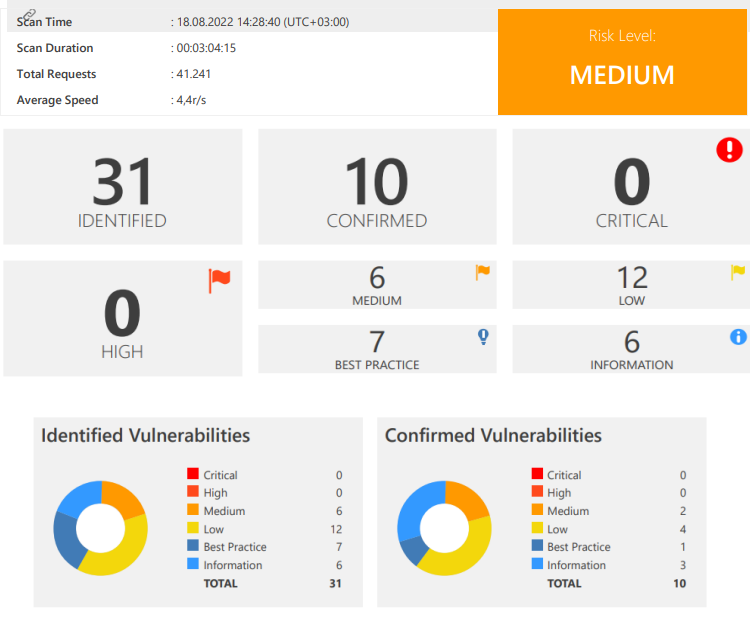 Scan Time : 18.08.2022 14:28:40 (UTC+03:00)
Scan Duration : 00:03:04:15
Total Requests : 41.241
Average Speed : 4,4r/s
Risk Level:
MEDIUM
31
IDENTIFIED
10
CONFIRMED
0
CRITICAL
0
HIGH
6
MEDIUM
12
LOW
7
BEST PRACTICE
6
INFORMATION
Identified Vulnerabilities
Critical 0
High 0
Medium 6
Low 12
Best Practice 7
Information 6
TOTAL 31
Confirmed Vulnerabilities
Critical 0
High 0
Medium 2
Low 4
Best Practice 1
Information 3
TOTAL 10